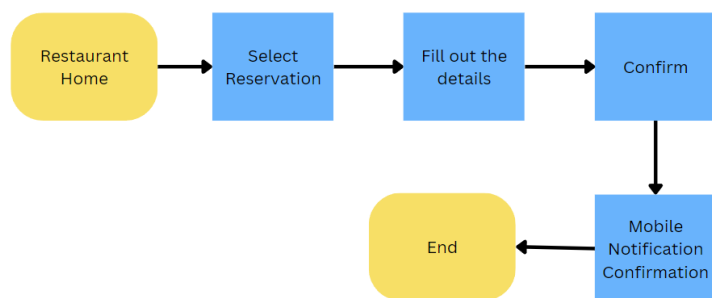 Restaurant
Home
Select
Reservation
Fill out the
details
Confirm
Mobile
Notification
Confirmation
End